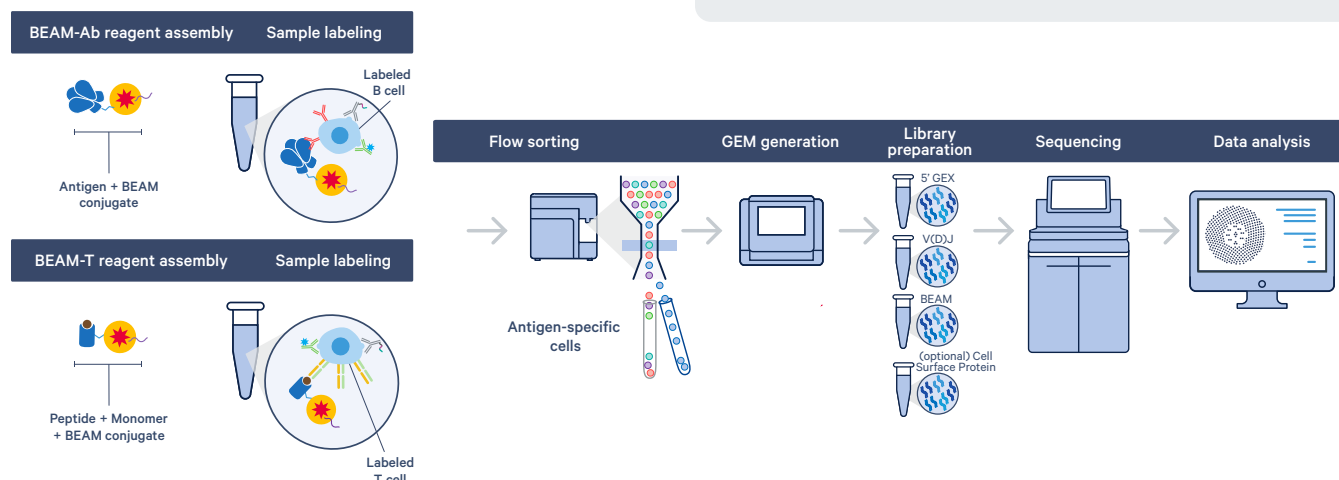 BEAM-Ab reagent assembly
Sample labeling
Labeled
B cell
Antigen + BEAM
conjugate
BEAM-T reagent assembly
Sample labeling
Peptide + Monomer
+ BEAM conjugate
Labeled
T cell
Flow sorting
GEM generation
Library
preparation
Sequencing
Data analysis
Antigen-specific
cells
5' GEX
V(D)J
BEAM
(optional) Cell
Surface Protein